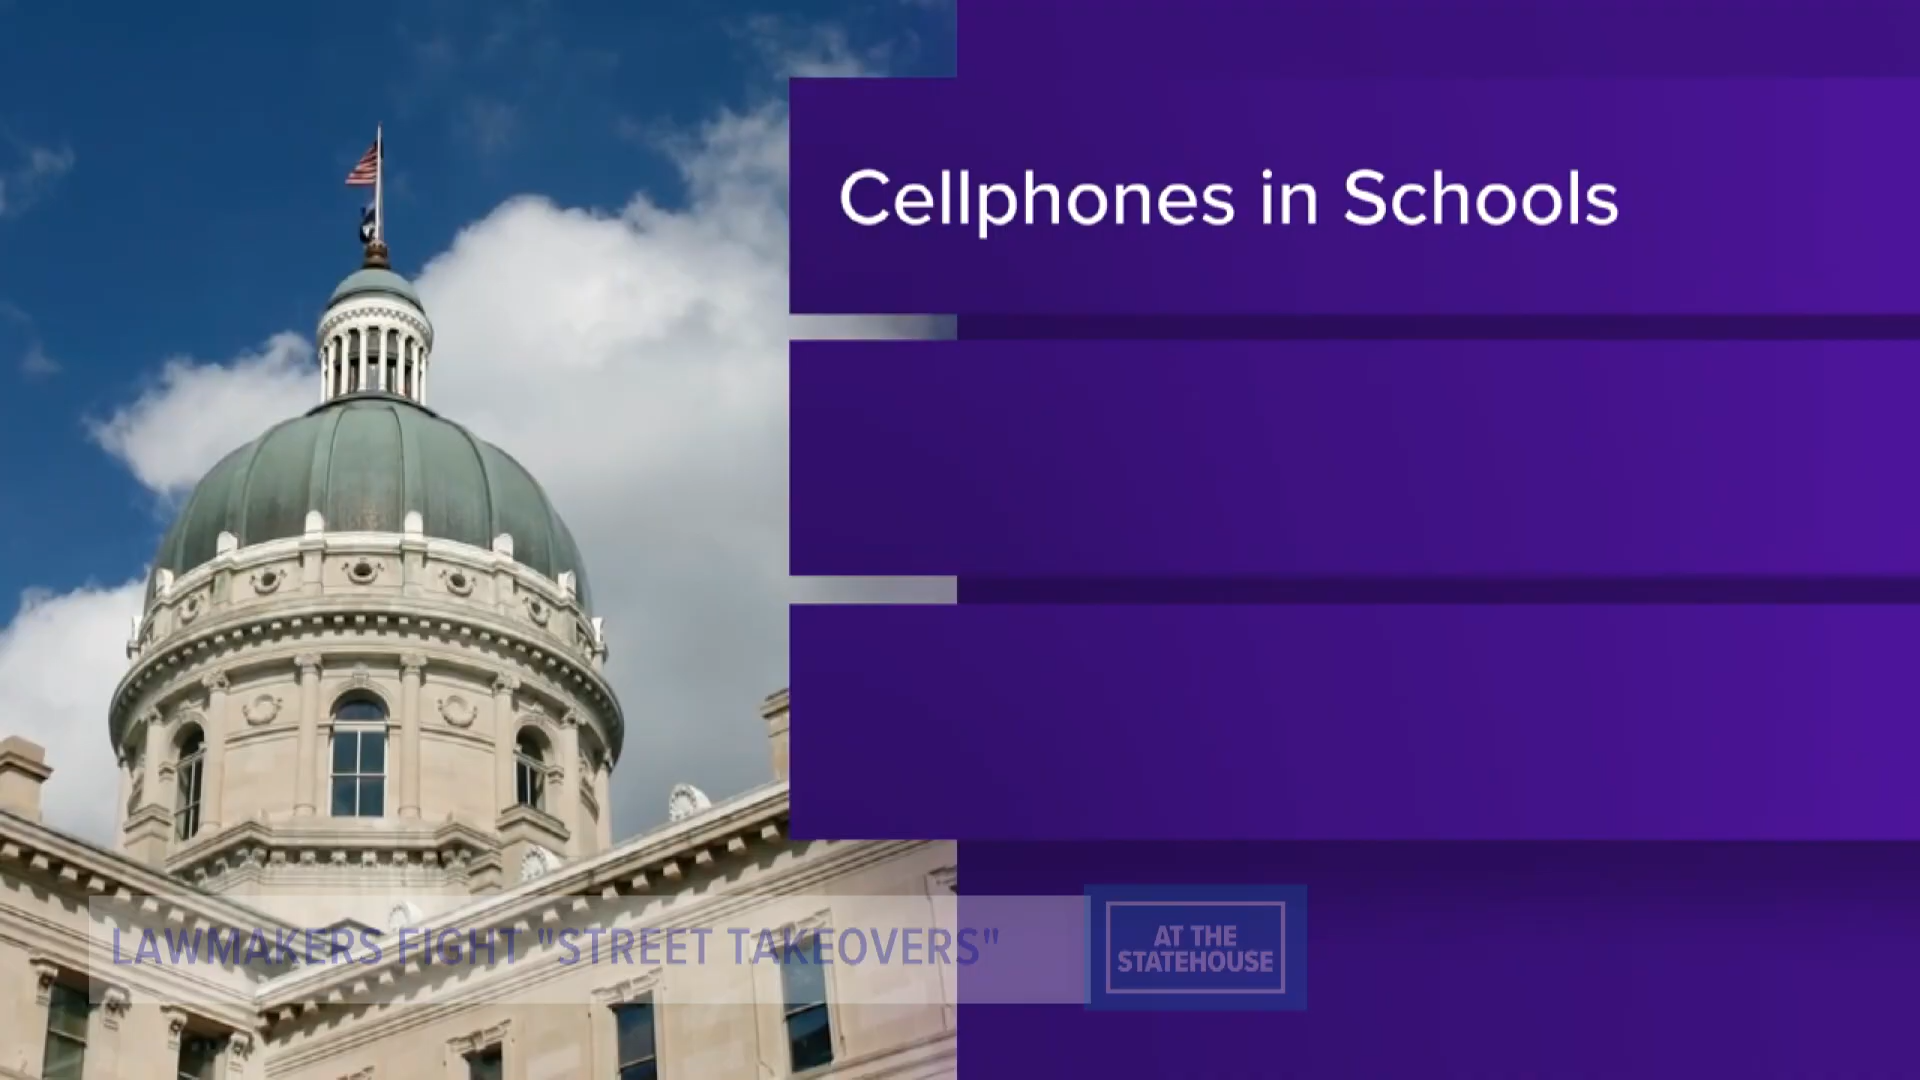 Cellphones in Schools
LAWMAKERS FIGHT "STREET TAKEOVERS"
AT THE
STATEHOUSE